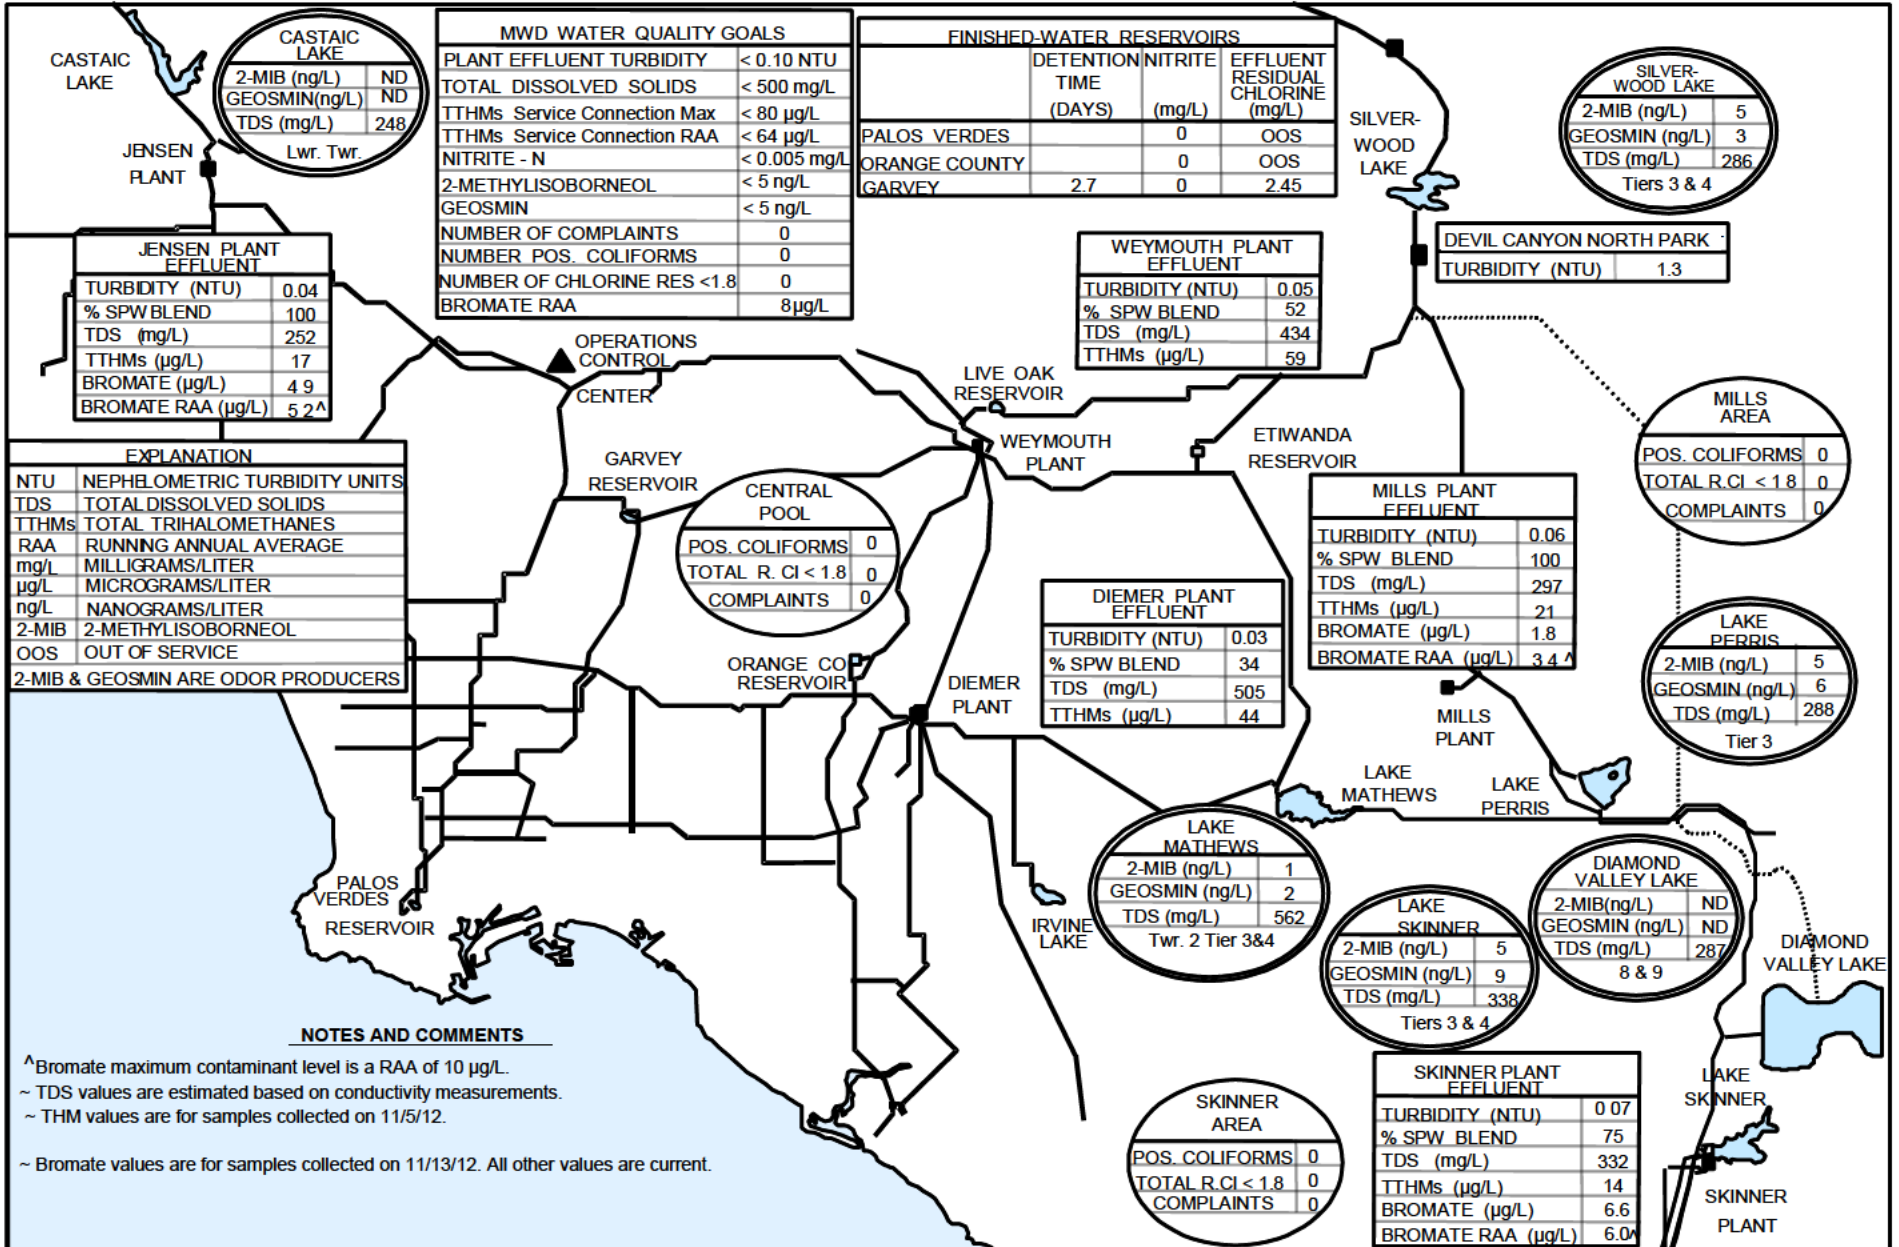 CASTAIC
LAKE
CASTAIC
LAKE
2-MIB (ng/L) ND
GEOSMIN(ng/L) ND
TDS (mg/L) 248
Lwr. Twr.
JENSEN
PLANT
MWD WATER QUALITY GOALS
PLANT EFFLUENT TURBIDITY < 0.10 NTU
TOTAL DISSOLVED SOLIDS < 500 mg/L
TTHMs Service Connection Max < 80 µg/L
TTHMs Service Connection RAA < 64 µg/L
NITRITE - N < 0.005 mg/L
2-METHYLISOBORNEOL < 5 ng/L
GEOSMIN < 5 ng/L
NUMBER OF COMPLAINTS 0
NUMBER POS. COLIFORMS 0
NUMBER OF CHLORINE RES <1.8 0
BROMATE RAA 8µg/L
FINISHED-WATER RESERVOIRS
DETENTION NITRITE EFFLUENT
TIME RESIDUAL
CHLORINE
(DAYS) (mg/L) (mg/L)
PALOS VERDES 0 OOS
ORANGE COUNTY 0 OOS
GARVEY 2.7 0 2.45
SILVER-
WOOD
LAKE
SILVER-
WOOD LAKE
2-MIB (ng/L) 5
GEOSMIN (ng/L) 3
TDS (mg/L) 286
Tiers 3 & 4
DEVIL CANYON NORTH PARK
TURBIDITY (NTU) 1.3
JENSEN PLANT
EFFLUENT
TURBIDITY (NTU) 0.04
% SPW BLEND 100
TDS (mg/L) 252
TTHMs (µg/L) 17
BROMATE (µg/L) 4 9
BROMATE RAA (µg/L) 5 2^
WEYMOUTH PLANT
EFFLUENT
TURBIDITY (NTU) 0.05
% SPW BLEND 52
TDS (mg/L) 434
TTHMs (µg/L) 59
OPERATIONS
CONTROL
CENTER
LIVE OAK
RESERVOIR
WEYMOUTH
PLANT
ETIWANDA
RESERVOIR
MILLS
AREA
POS. COLIFORMS 0
TOTAL R.Cl < 1 8 0
COMPLAINTS 0
EXPLANATION
NTU NEPHELOMETRIC TURBIDITY UNITS
TDS TOTAL DISSOLVED SOLIDS
TTHMs TOTAL TRIHALOMETHANES
RAA RUNNING ANNUAL AVERAGE
mg/L MILLIGRAMS/LITER
µg/L MICROGRAMS/LITER
ng/L NANOGRAMS/LITER
2-MIB 2-METHYLISOBORNEOL
OOS OUT OF SERVICE
2-MIB & GEOSMIN ARE ODOR PRODUCERS
GARVEY
RESERVOIR
CENTRAL
POOL
POS. COLIFORMS 0
TOTAL R. Cl < 1.8 0
COMPLAINTS 0
MILLS PLANT
EFFLUENT
TURBIDITY (NTU) 0.06
% SPW BLEND 100
TDS (mg/L) 297
TTHMs (µg/L) 21
BROMATE (µg/L) 1.8
BROMATE RAA (µg/L) 3 4 ^
DIEMER PLANT
EFFLUENT
TURBIDITY (NTU) 0.03
% SPW BLEND 34
TDS (mg/L) 505
TTHMs (µg/L) 44
LAKE
PERRIS
2-MIB (ng/L) 5
GEOSMIN (ng/L) 6
TDS (mg/L) 288
Tier 3
ORANGE CO
RESERVOIR
DIEMER
PLANT
MILLS
PLANT
LAKE
MATHEWS
LAKE
PERRIS
LAKE
MATHEWS
2-MIB (ng/L) 1
GEOSMIN (ng/L) 2
TDS (mg/L) 562
Twr. 2 Tier 3&4
PALOS
VERDES
RESERVOIR
IRVINE
LAKE
LAKE
SKINNER
2-MIB (ng/L) 5
GEOSMIN (ng/L) 9
TDS (mg/L) 338
Tiers 3 & 4
DIAMOND
VALLEY LAKE
2-MIB(ng/L) ND
GEOSMIN (ng/L) ND
TDS (mg/L) 287
8 & 9
DIAMOND
VALLEY LAKE
NOTES AND COMMENTS
^Bromate maximum contaminant level is a RAA of 10 µg/L.
~ TDS values are estimated based on conductivity measurements.
~ THM values are for samples collected on 11/5/12.
~ Bromate values are for samples collected on 11/13/12. All other values are current.
SKINNER
AREA
POS. COLIFORMS 0
TOTAL R.Cl < 1.8 0
COMPLAINTS 0
SKINNER PLANT
EFFLUENT
TURBIDITY (NTU) 0 07
% SPW BLEND 75
TDS (mg/L) 332
TTHMs (µg/L) 14
BROMATE (µg/L) 6.6
BROMATE RAA (µg/L) 6.0^
LAKE
SKINNER
SKINNER
PLANT